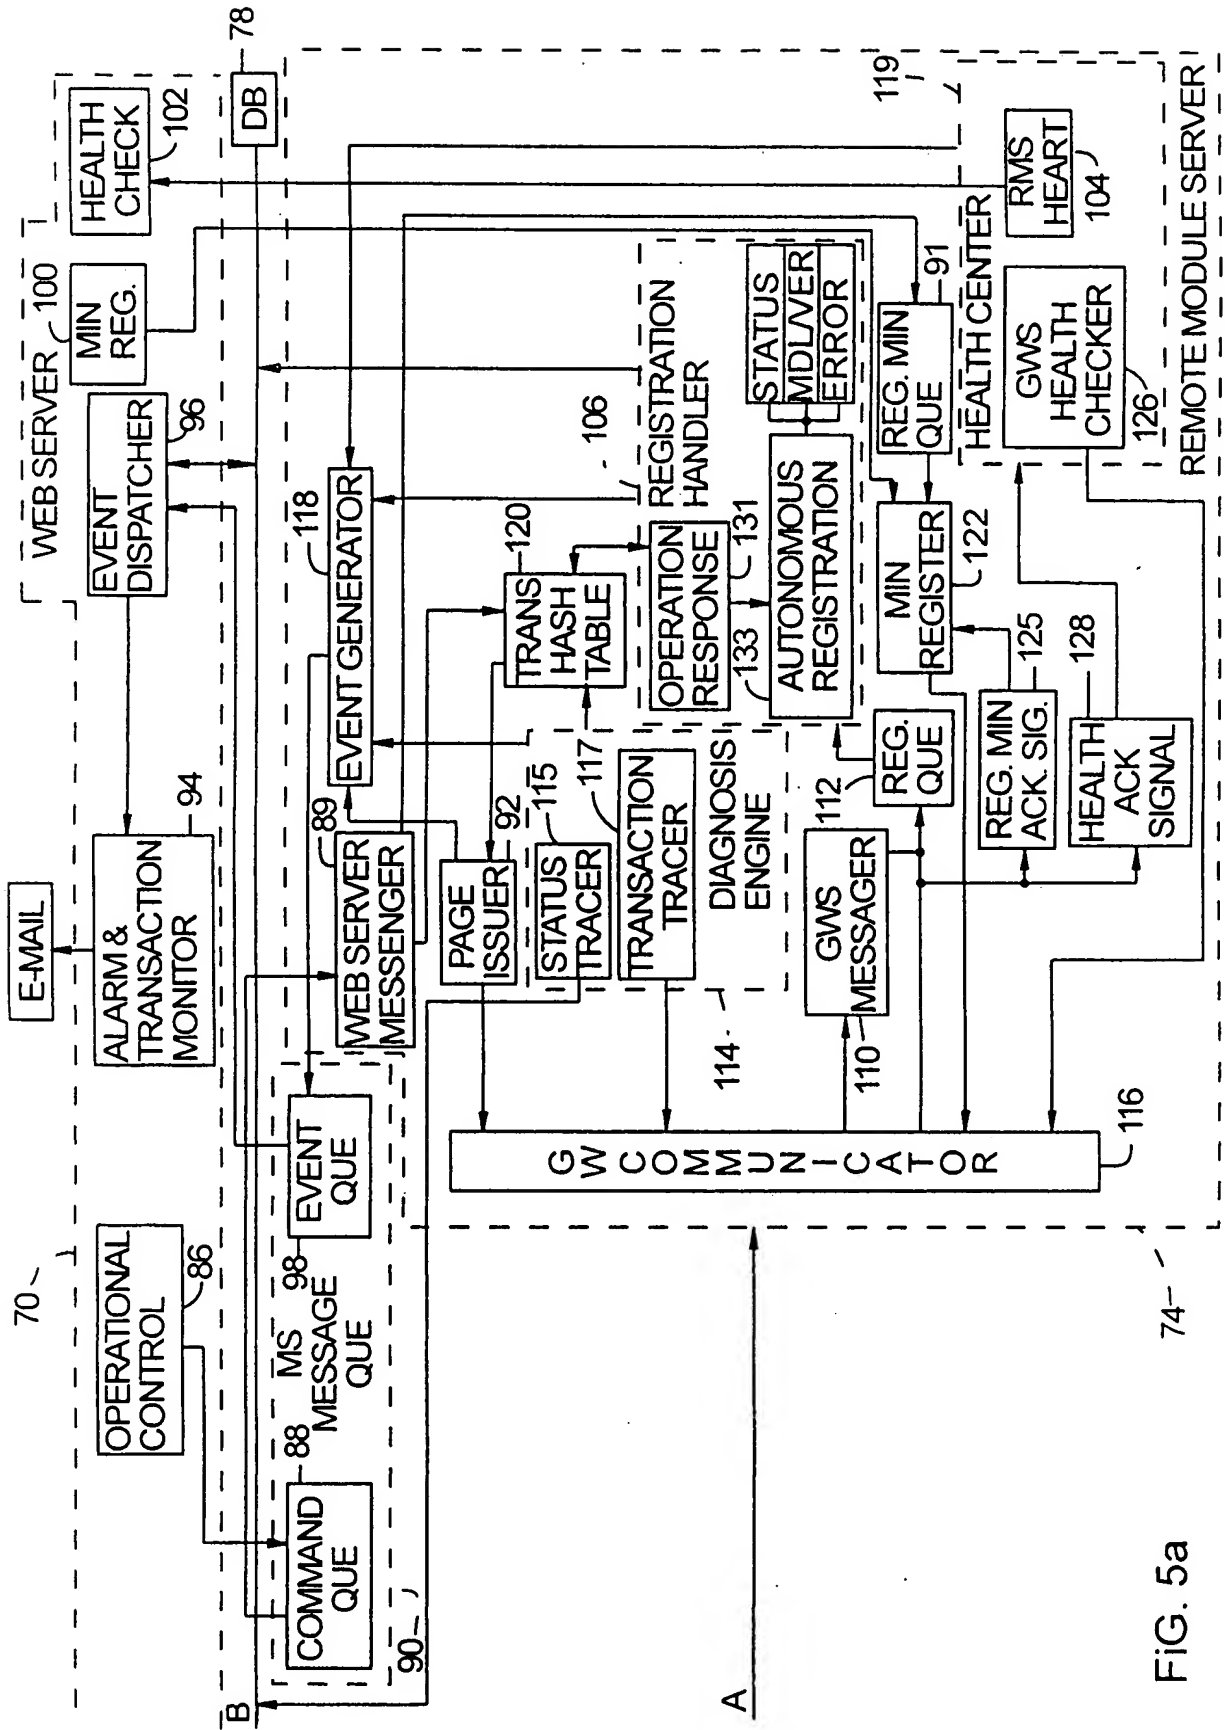 70
E-MAIL
WEB SERVER
100
OPERATIONAL
CONTROL
86
ALARM &
TRANSACTION
MONITOR
94
EVENT
DISPATCHER
96
MIN
REG.
HEALTH
CHECK
102
78
DB
B
COMMAND
QUE
88
MS
MESSAGE
QUE
98
EVENT
QUE
90
WEB SERVER
MESSENGER
89
EVENT GENERATOR
118
PAGE
ISSUER
92
TRANS
HASH
TABLE
120
STATUS
TRACER
115
117
TRANSACTION
TRACER
DIAGNOSIS
ENGINE
114
106
REGISTRATION
HANDLER
OPERATION
RESPONSE
131
133
AUTONOMOUS
REGISTRATION
STATUS
MDL/VER
ERROR
119
GW COMMUNICATOR
116
GWS
MESSAGER
110
112
REG.
QUE
MIN
REGISTER
122
REG. MIN
QUE
91
REG. MIN
ACK. SIG.
125
HEALTH
ACK
SIGNAL
128
HEALTH CENTER
GWS
HEALTH
CHECKER
126
RMS
HEART
104
REMOTE MODULE SERVER
A
74
FiG. 5a